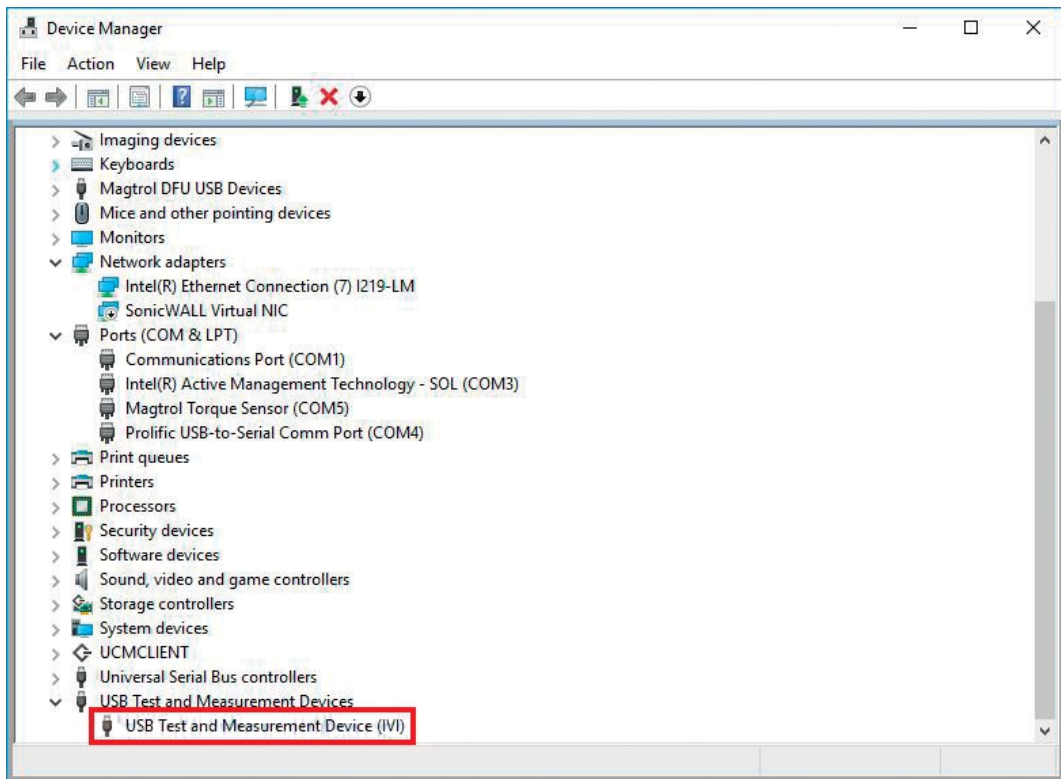 Device Manager
File Action View Help
Imaging devices
Keyboards
Magtrol DFU USB Devices
Mice and other pointing devices
Monitors
Network adapters
Intel(R) Ethernet Connection (7) I219-LM
SonicWALL Virtual NIC
Ports (COM & LPT)
Communications Port (COM1)
Intel(R) Active Management Technology - SOL (COM3)
Magtrol Torque Sensor (COM5)
Prolific USB-to-Serial Comm Port (COM4)
Print queues
Printers
Processors
Security devices
Software devices
Sound, video and game controllers
Storage controllers
System devices
UCMCLIENT
Universal Serial Bus controllers
USB Test and Measurement Devices
USB Test and Measurement Device (IVI)